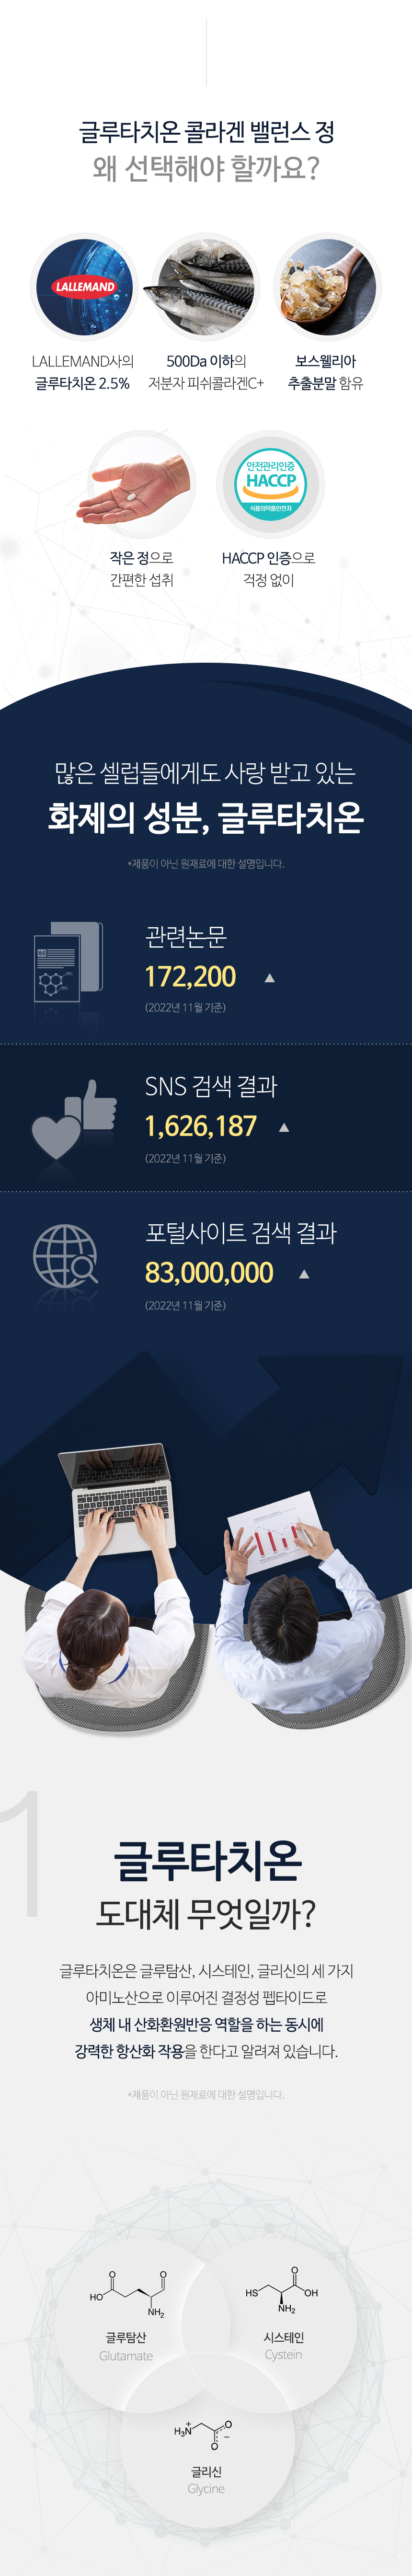 글루타치온 콜라겐 밸런스 정
왜 선택해야 할까요?
LALLEMAND
LALLEMAND사의
글루타치온 2.5%
500Da 이하의
저분자 피쉬콜라겐C+
보스웰리아
추출분말 함유
안전관리인증
HACCP
식품의약품안전처
작은 정으로
간편한 섭취
HACCP 인증으로
걱정 없이
많은 셀럽들에게도 사랑 받고 있는
화제의 성분, 글루타치온
*제품이 아닌 원재료에 대한 설명입니다.
관련논문
172,200 ▲
(2022년 11월 기준)
SNS 검색 결과
1,626,187 ▲
(2022년 11월 기준)
포털사이트 검색 결과
83,000,000 ▲
(2022년 11월 기준)
1
글루타치온
도대체 무엇일까?
글루타치온은 글루탐산, 시스테인, 글리신의 세 가지
아미노산으로 이루어진 결정성 펩타이드로
생체 내 산화환원반응 역할을 하는 동시에
강력한 항산화 작용을 한다고 알려져 있습니다.
*제품이 아닌 원재료에 대한 설명입니다.
O
O
HO
NH2
글루탐산
Glutamate
O
HS
OH
NH2
시스테인
Cystein
H3N+
O
O
−
글리신
Glycine